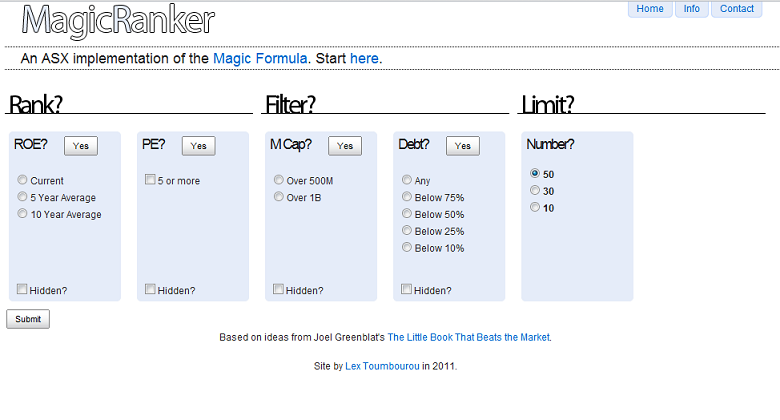 MagicRanker
Home Info Contact
An ASX implementation of the Magic Formula. Start here.
Rank? Filter? Limit?
ROE? Yes PE? Yes M Cap? Yes Debt? Yes Number?
Current 5 or more Over 500M Any 50
5 Year Average Over 1B Below 75% 30
10 Year Average Below 50% 10
Below 25%
Below 10%
Hidden? Hidden? Hidden? Hidden?
Submit
Based on ideas from Joel Greenblat's The Little Book That Beats the Market.
Site by Lex Toumbourou in 2011.